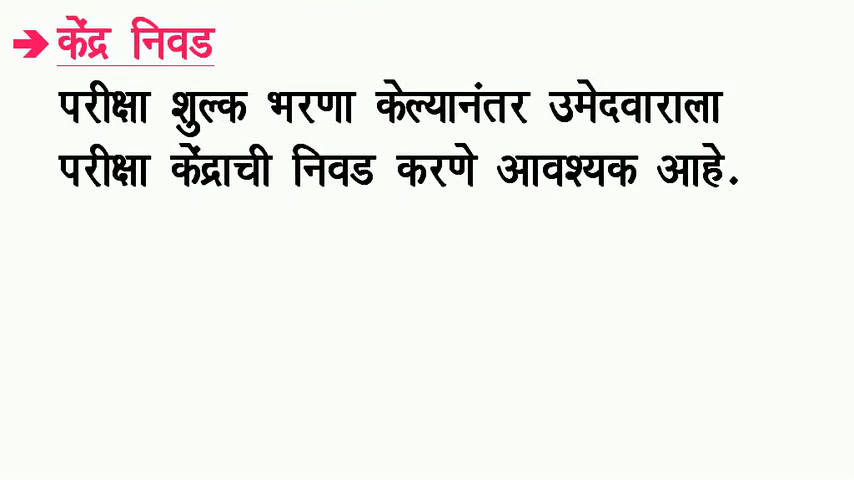 ➔ केंद्र निवड
परीक्षा शुल्क भरणा केल्यानंतर उमेदवाराला
परीक्षा केंद्राची निवड करणे आवश्यक आहे.